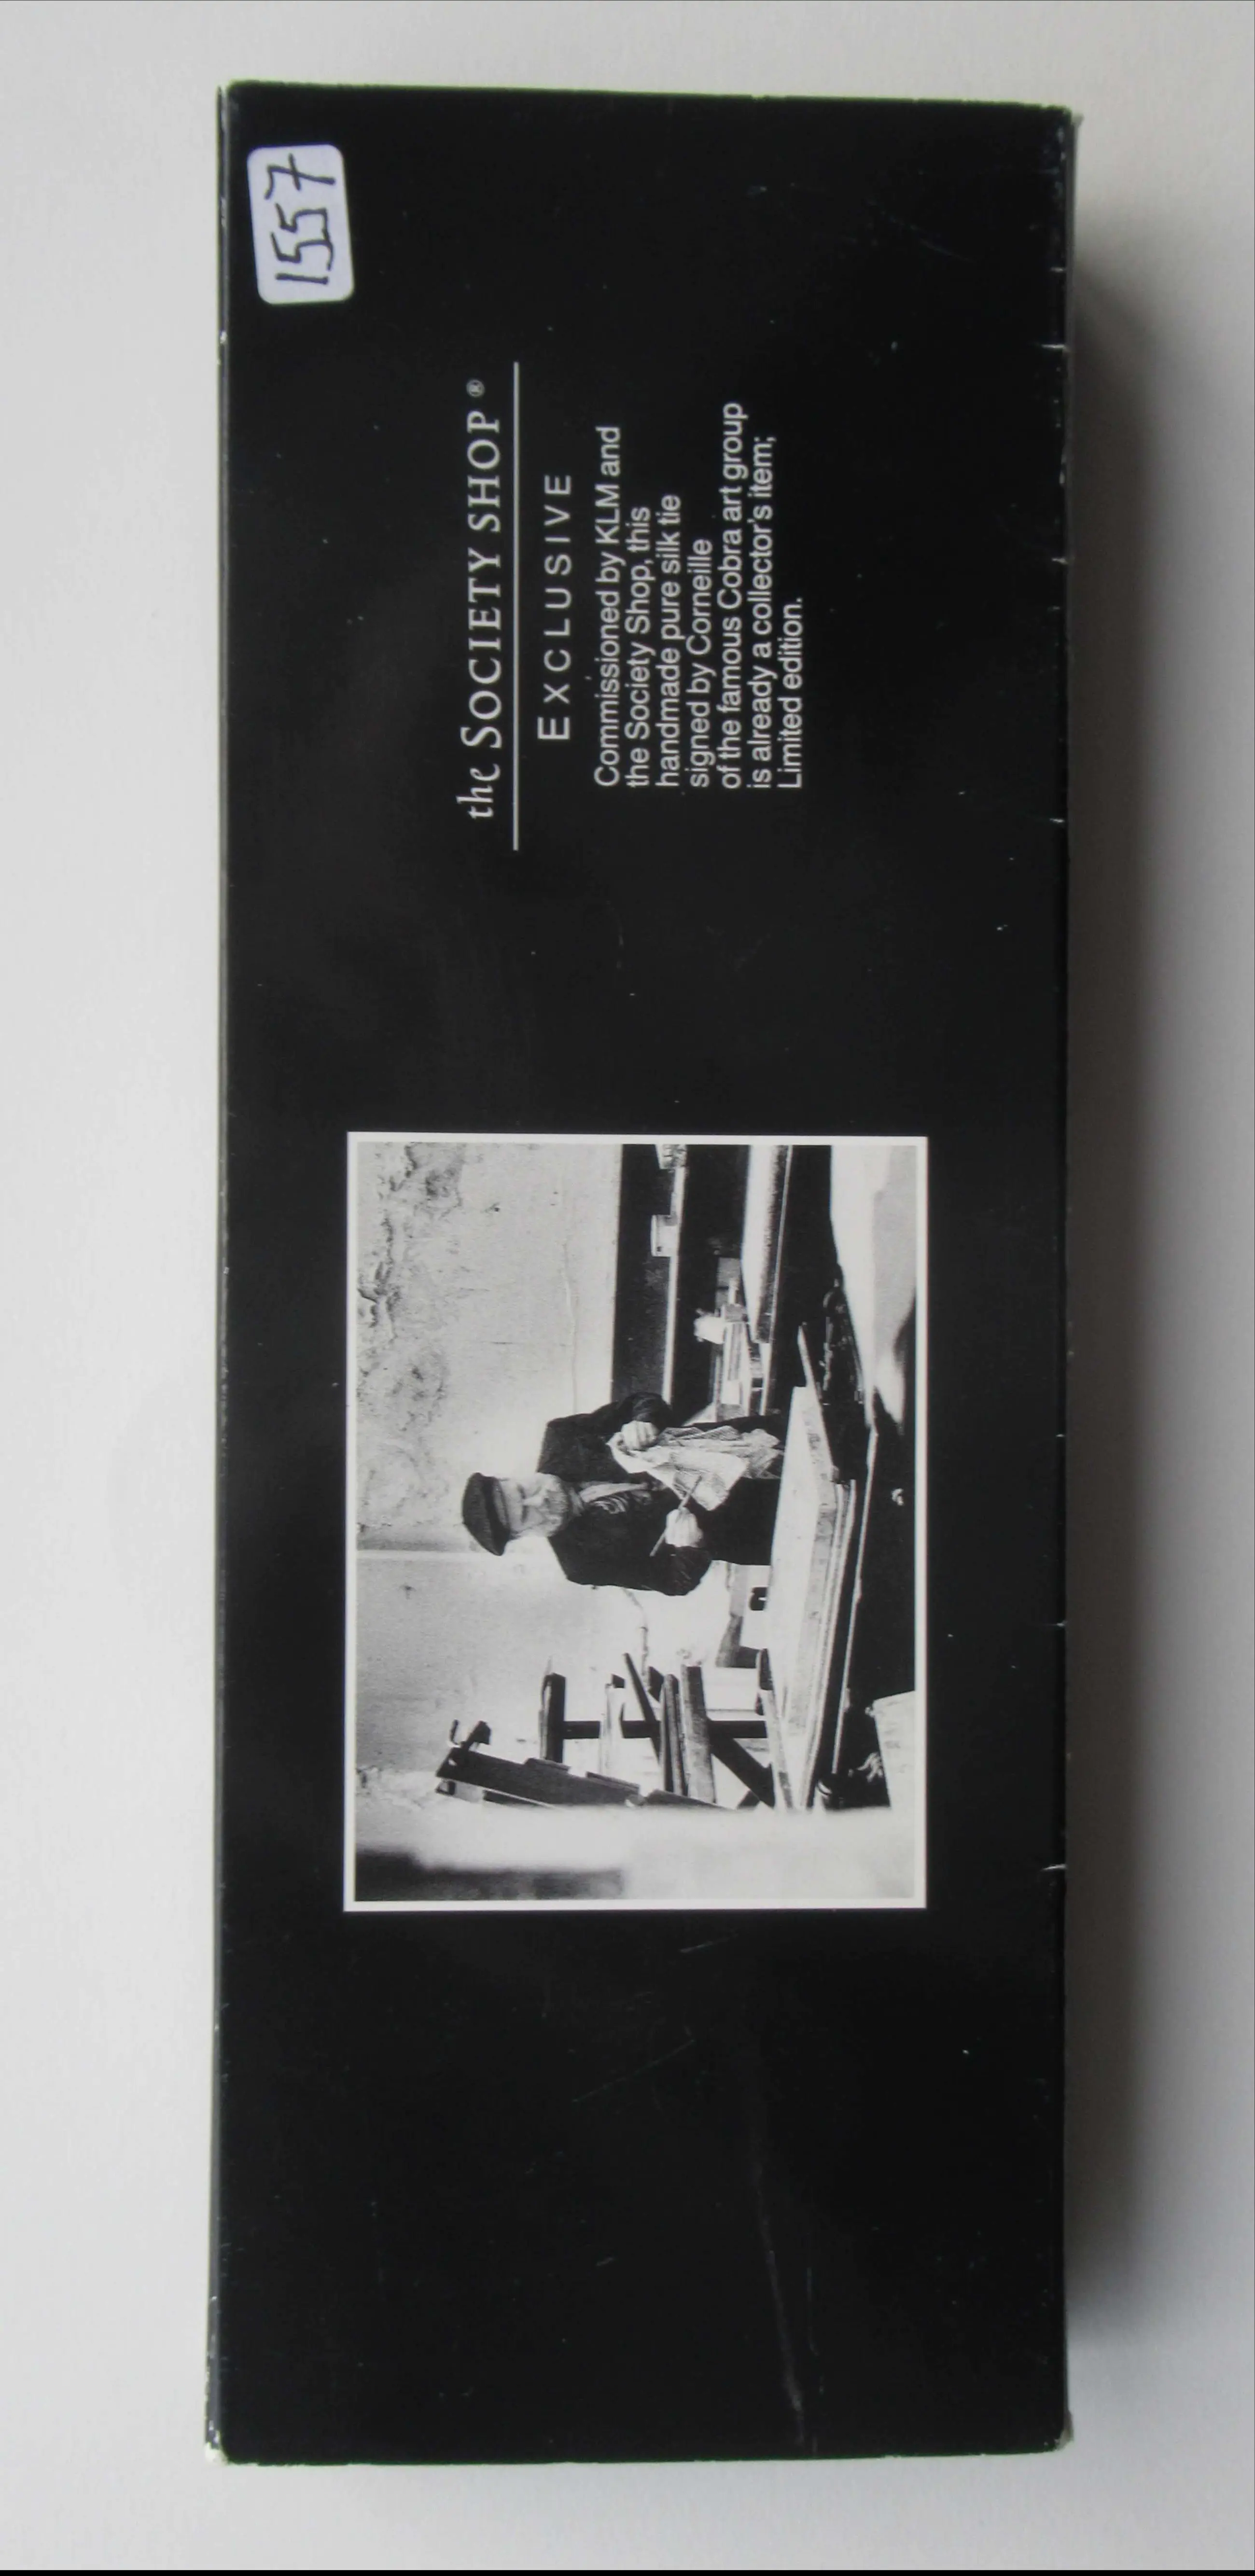 1557
the SOCIETY SHOP ®
EXCLUSIVE
Commissioned by KLM and
the Society Shop, this
handmade pure silk tie
signed by Corneille
of the famous Cobra art group
is already a collector's item;
Limited edition.